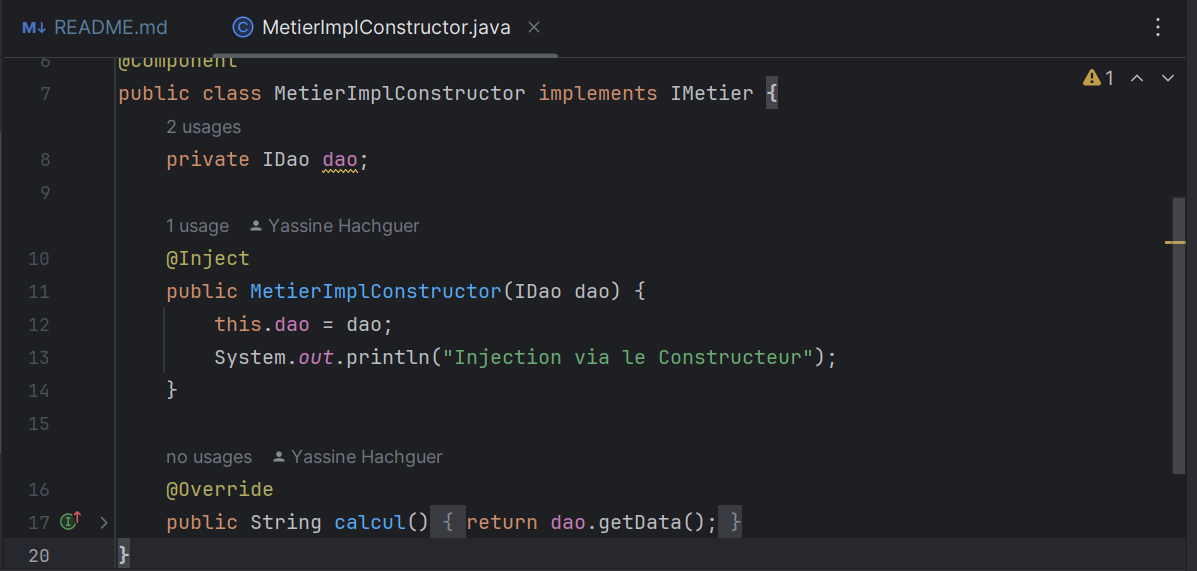 M↓ README.md MetierImplConstructor.java
1
6 @Component
7 public class MetierImplConstructor implements IMetier {
2 usages
8 private IDao dao;
9
1 usage Yassine Hachguer
10 @Inject
11 public MetierImplConstructor(IDao dao) {
12 this.dao = dao;
13 System.out.println("Injection via le Constructeur");
14 }
15
no usages Yassine Hachguer
16 @Override
17 public String calcul() { return dao.getData(); }
20 }